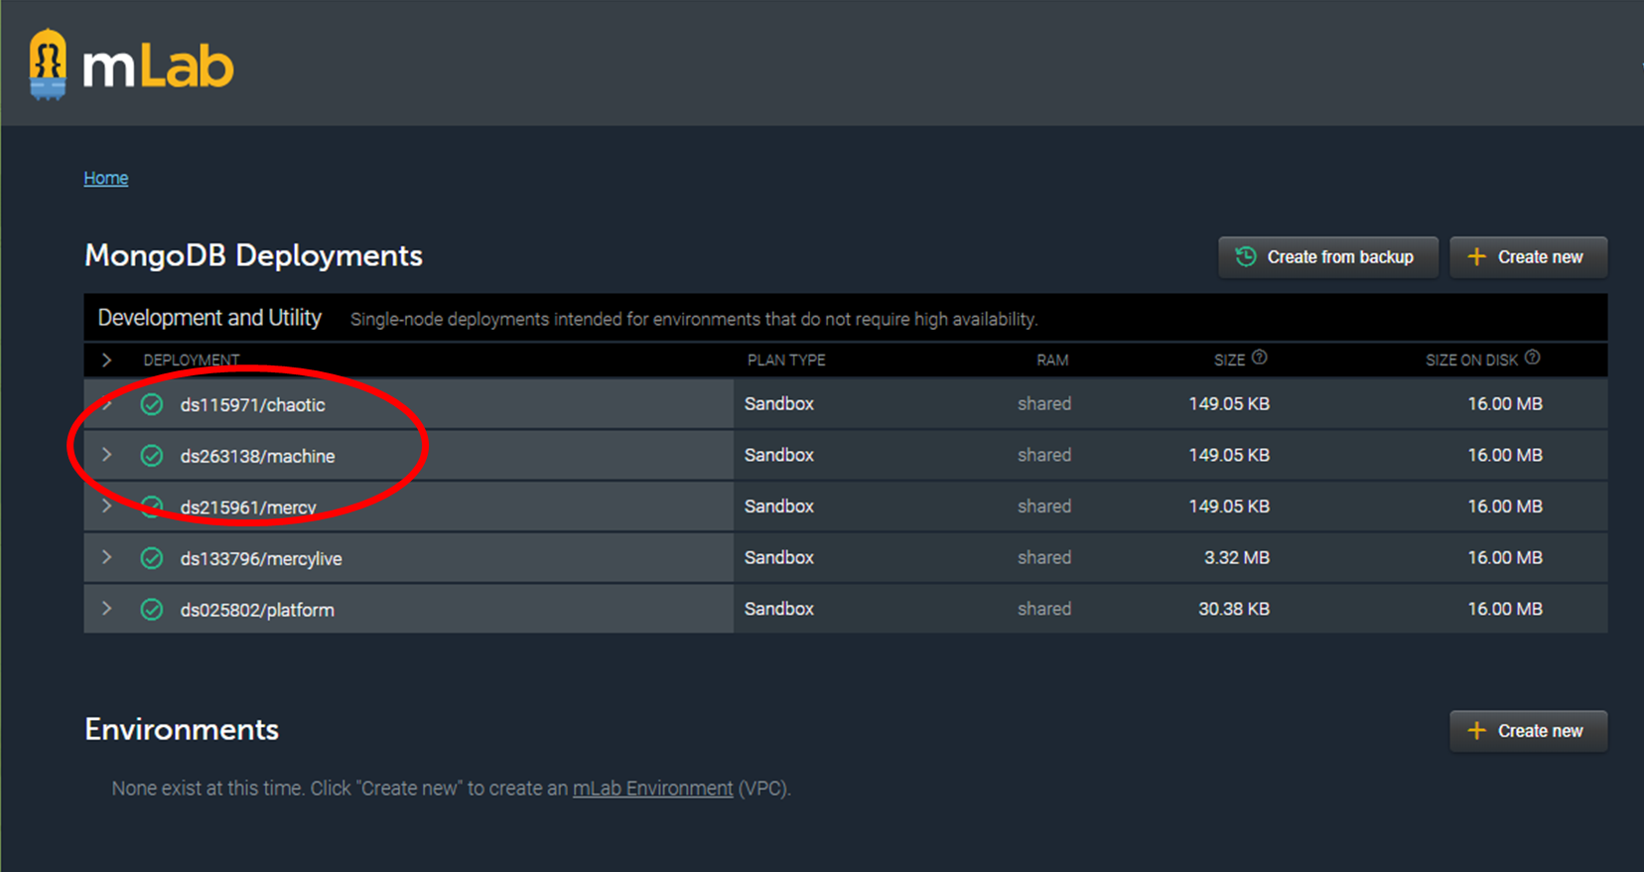 mLab
Home
MongoDB Deployments
Create from backup
Create new
Development and Utility Single-node deployments intended for environments that do not require high availability.
DEPLOYMENT PLAN TYPE RAM SIZE SIZE ON DISK
ds115971/chaotic Sandbox shared 149.05 KB 16.00 MB
ds263138/machine Sandbox shared 149.05 KB 16.00 MB
ds215961/mercy Sandbox shared 149.05 KB 16.00 MB
ds133796/mercylive Sandbox shared 3.32 MB 16.00 MB
ds025802/platform Sandbox shared 30.38 KB 16.00 MB
Environments
Create new
None exist at this time. Click "Create new" to create an mLab Environment (VPC).